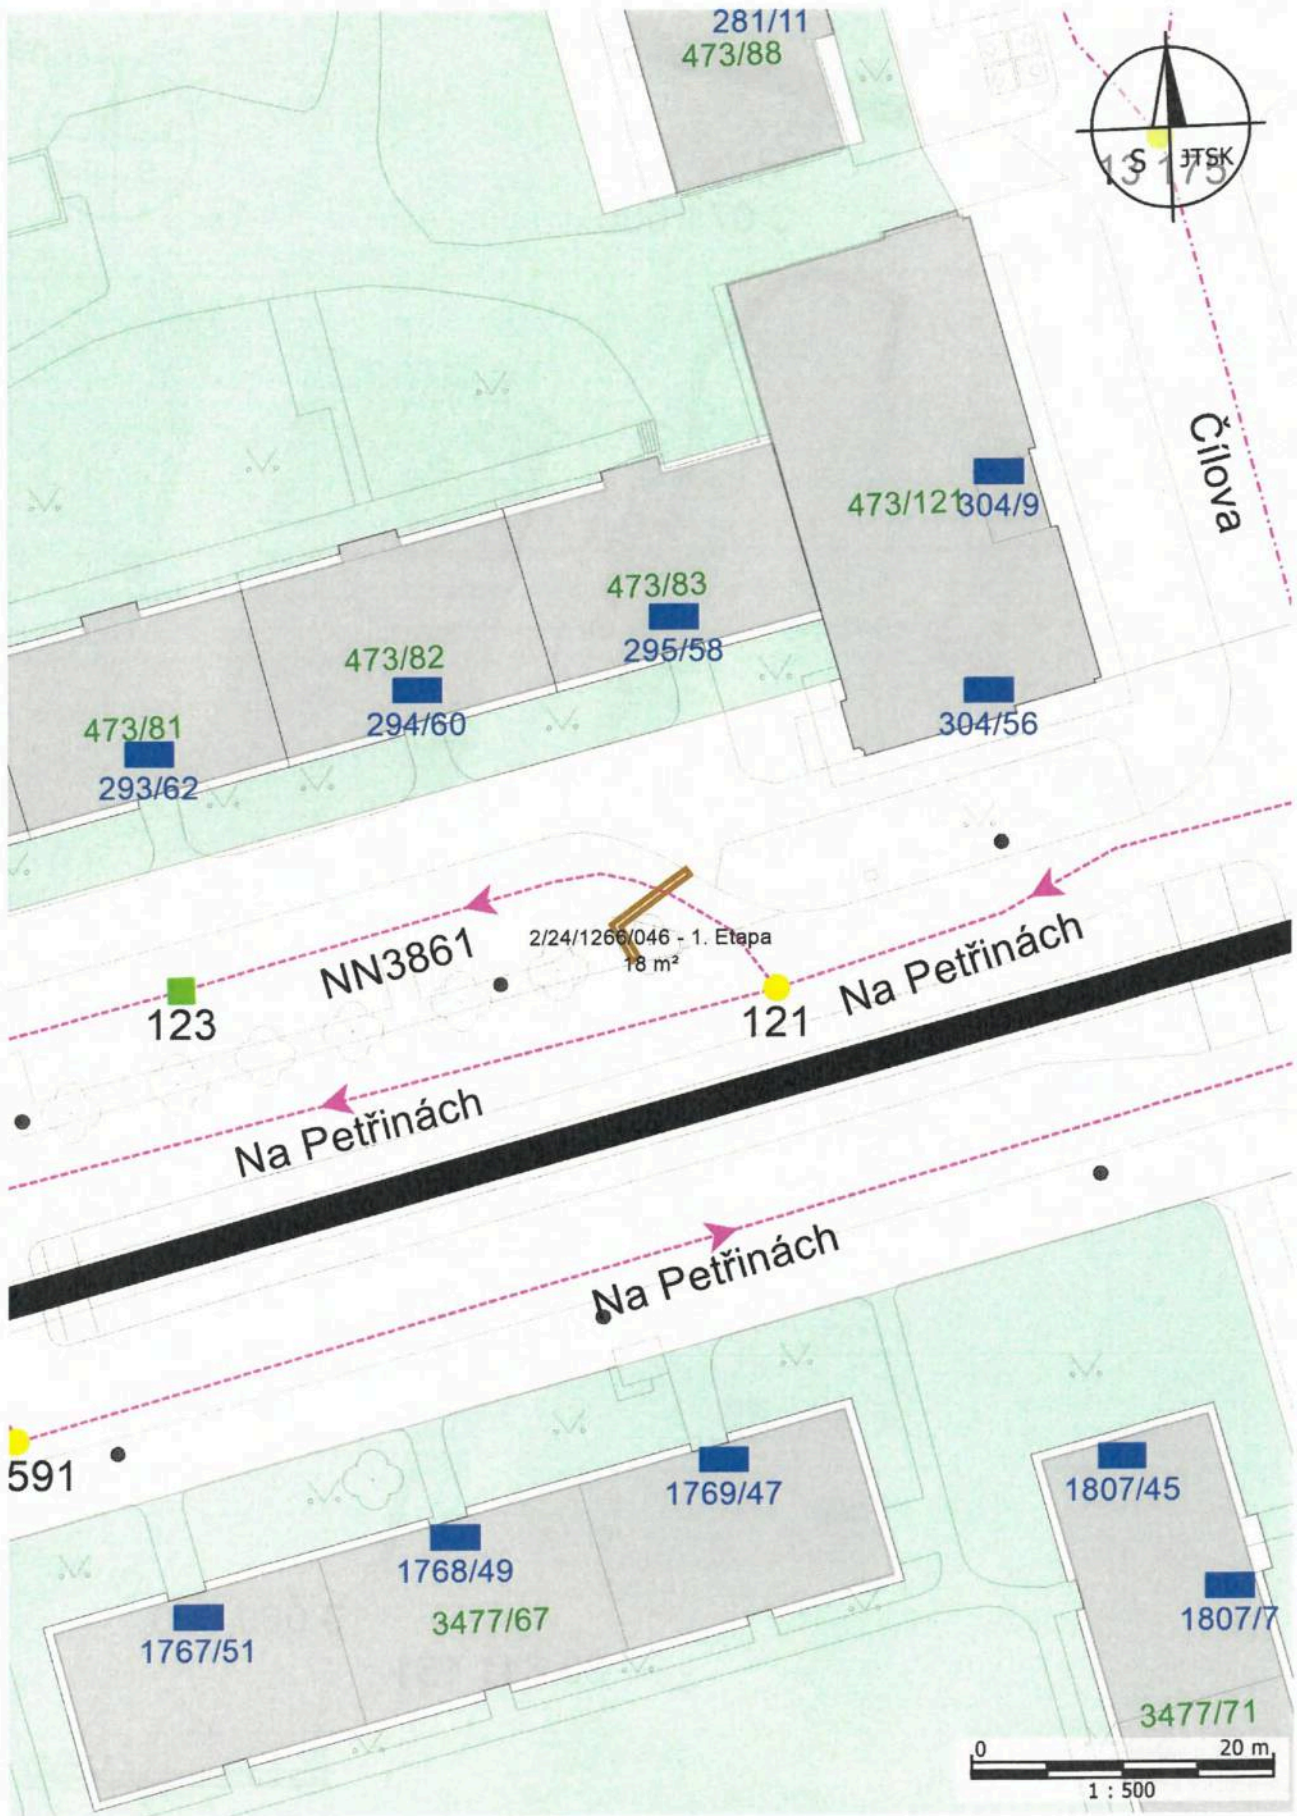 281/11
473/88
S JTSK
13 175
Čílova
473/121
304/9
473/83
295/58
473/82
294/60
304/56
473/81
293/62
2/24/1266/046 - 1. Etapa
18 m²
NN3861
Na Petřinách
123
121
Na Petřinách
Na Petřinách
591
1769/47
1807/45
1768/49
3477/67
1767/51
1807/7
3477/71
0 20 m
1 : 500